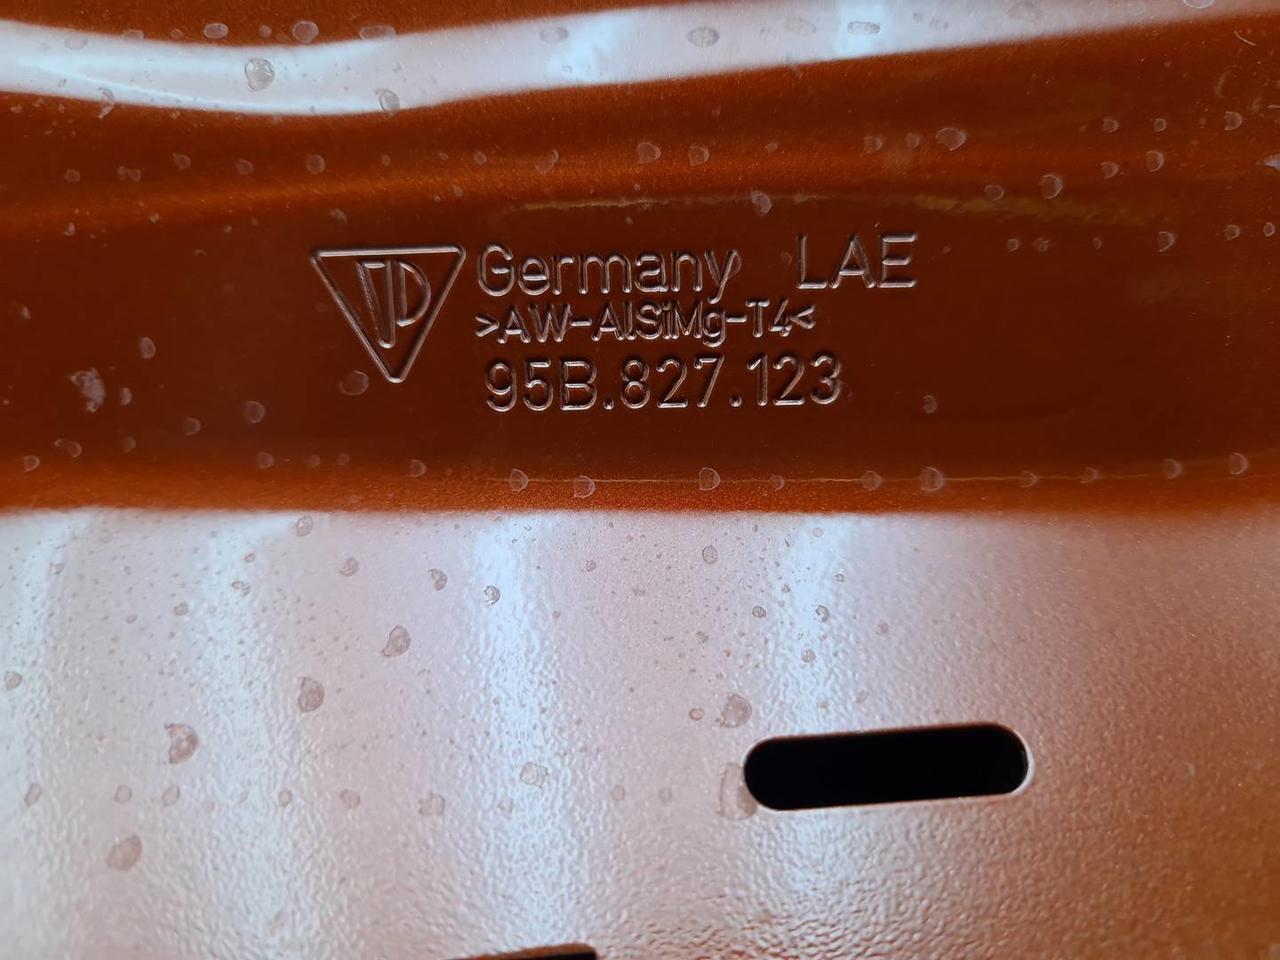 Germany LAE
>AW-AlSiMg-T4<
95B.827.123